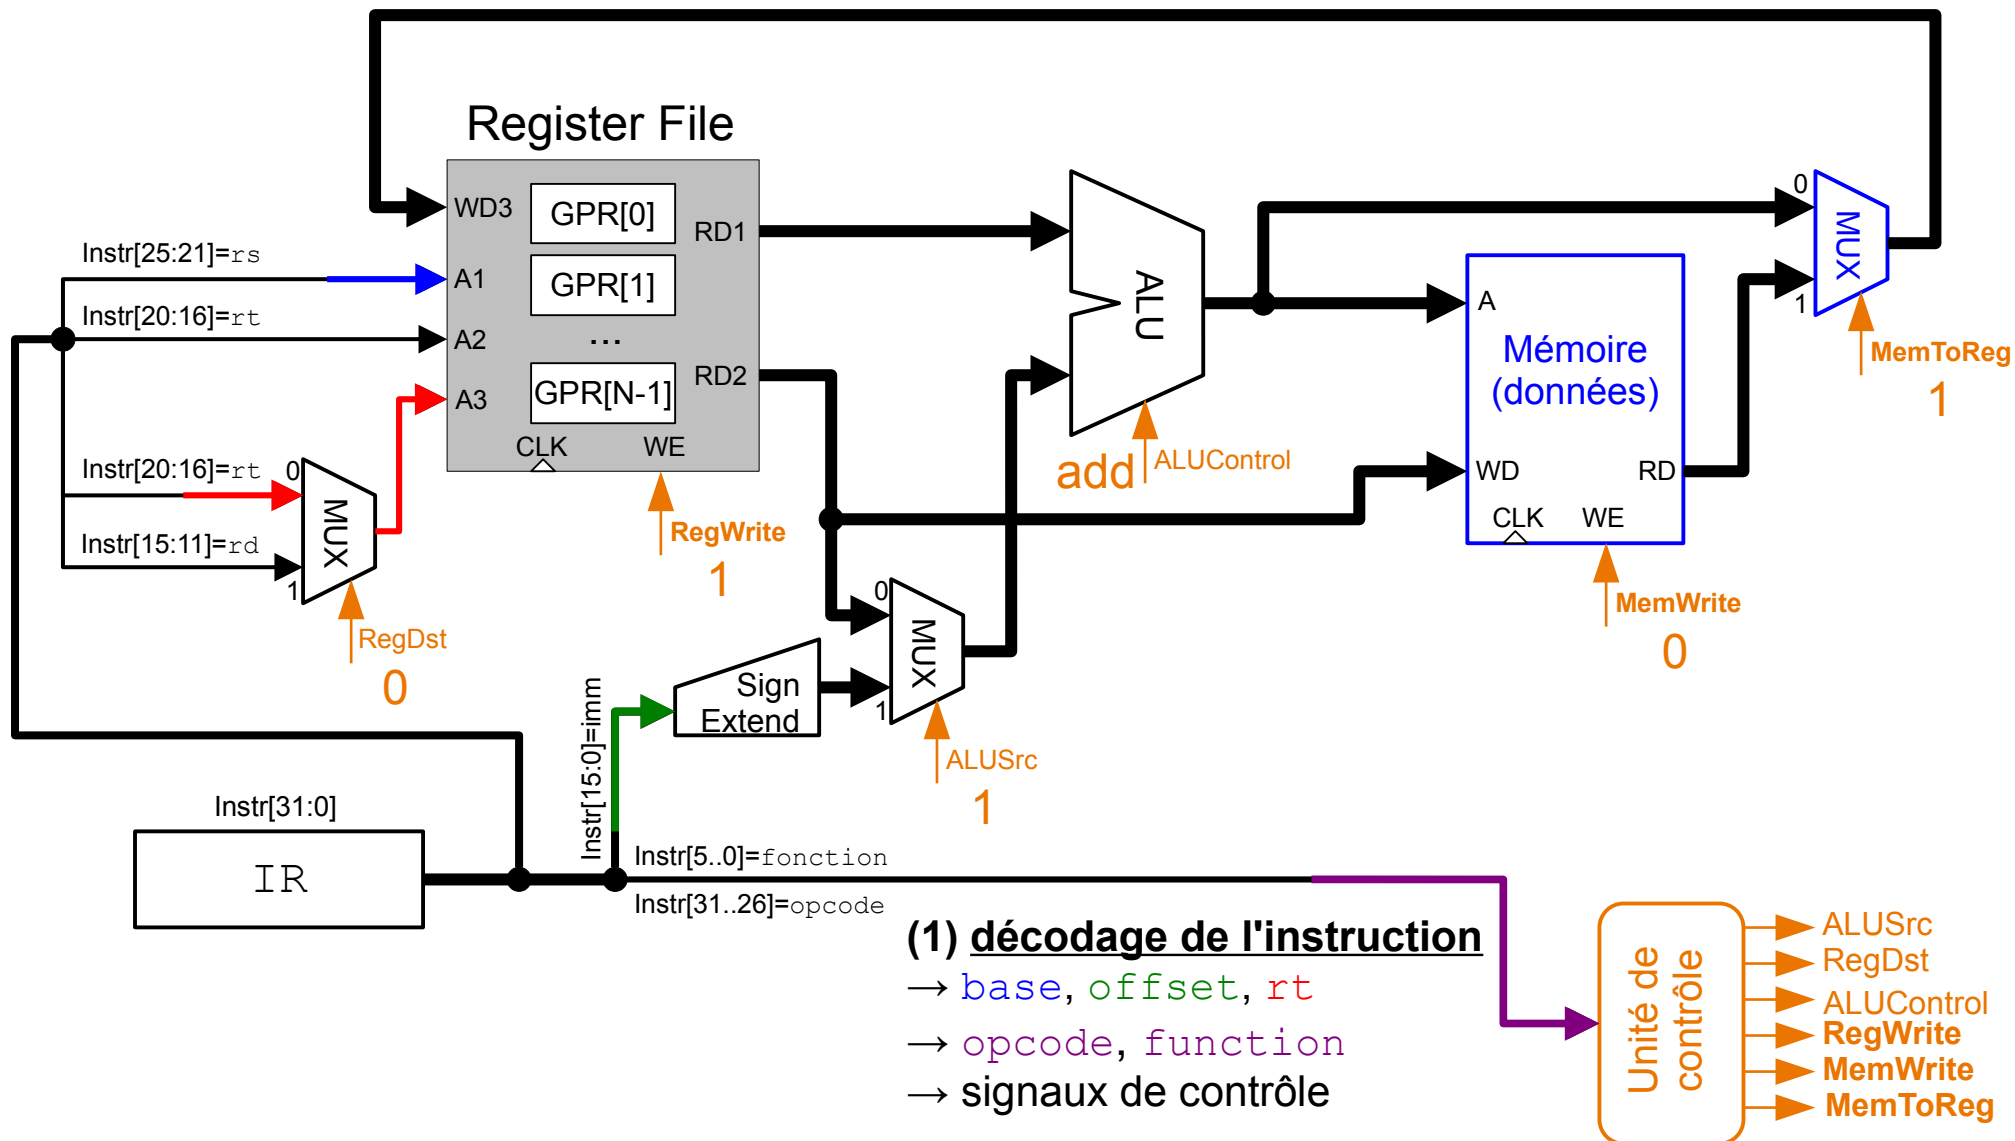 Register File
WD3
GPR[0]
RD1
Instr[25:21]=rs
A1
GPR[1]
Instr[20:16]=rt
A2
...
RD2
A3
GPR[N-1]
CLK
WE
RegWrite
1
Instr[20:16]=rt
0
MUX
Instr[15:11]=rd
1
RegDst
0
ALU
add
ALUControl
0
MUX
1
MemToReg
1
A
Mémoire
(données)
WD
RD
CLK
WE
MemWrite
0
0
MUX
1
Sign
Extend
ALUSrc
1
Instr[15:0]=imm
Instr[31:0]
IR
Instr[5..0]=fonction
Instr[31..26]=opcode
(1) décodage de l'instruction
→ base, offset, rt
→ opcode, function
→ signaux de contrôle
Unité de
contrôle
ALUSrc
RegDst
ALUControl
RegWrite
MemWrite
MemToReg